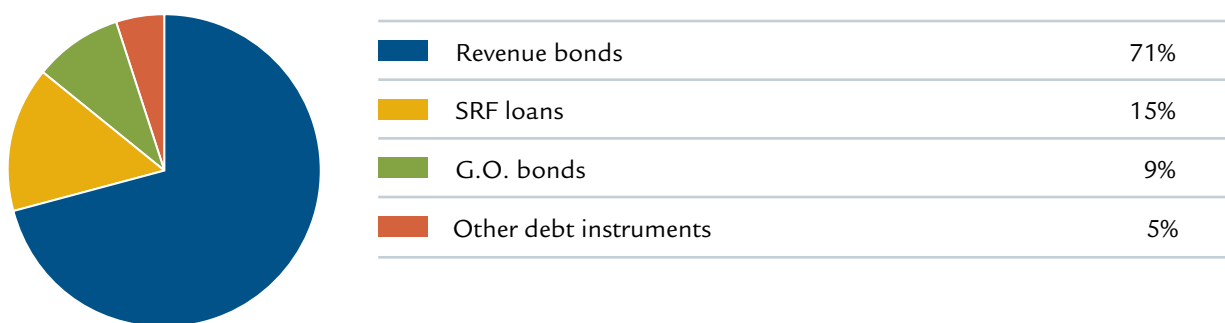 Revenue bonds 71%
SRF loans 15%
G.O. bonds 9%
Other debt instruments 5%